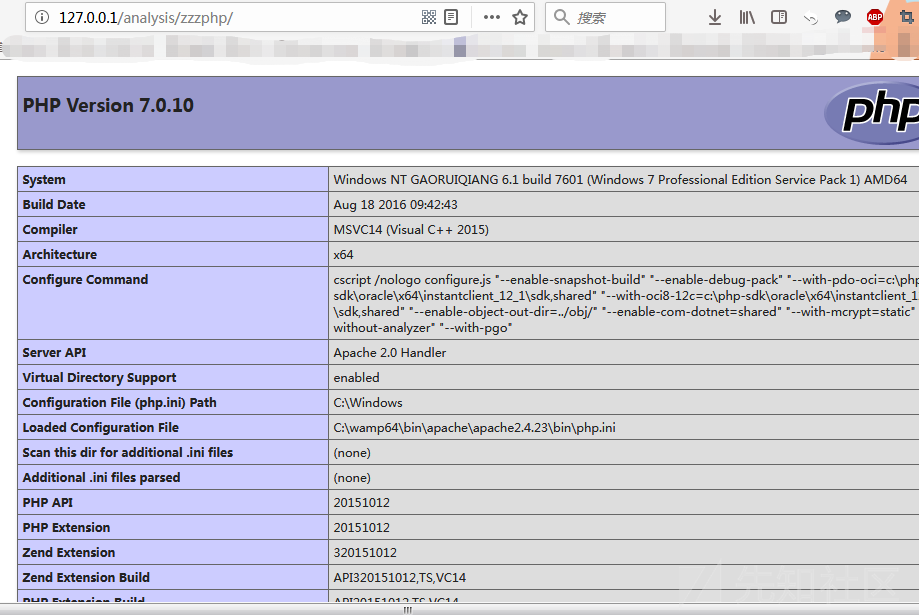 127.0.0.1/analysis/zzzphp/
搜索
ABP
PHP Version 7.0.10
php
System Windows NT GAORUIQIANG 6.1 build 7601 (Windows 7 Professional Edition Service Pack 1) AMD64
Build Date Aug 18 2016 09:42:43
Compiler MSVC14 (Visual C++ 2015)
Architecture x64
Configure Command cscript /nologo configure.js "--enable-snapshot-build" "--enable-debug-pack" "--with-pdo-oci=c:\php
sdk\oracle\x64\instantclient_12_1\sdk,shared" "--with-oci8-12c=c:\php-sdk\oracle\x64\instantclient_1
\sdk,shared" "--enable-object-out-dir=../obj/" "--enable-com-dotnet=shared" "--with-mcrypt=static"
without-analyzer" "--with-pgo"
Server API Apache 2.0 Handler
Virtual Directory Support enabled
Configuration File (php.ini) Path C:\Windows
Loaded Configuration File C:\wamp64\bin\apache\apache2.4.23\bin\php.ini
Scan this dir for additional .ini files (none)
Additional .ini files parsed (none)
PHP API 20151012
PHP Extension 20151012
Zend Extension 320151012
Zend Extension Build API320151012,TS,VC14
PHP Extension Build API20151012,TS,VC14
先知社区